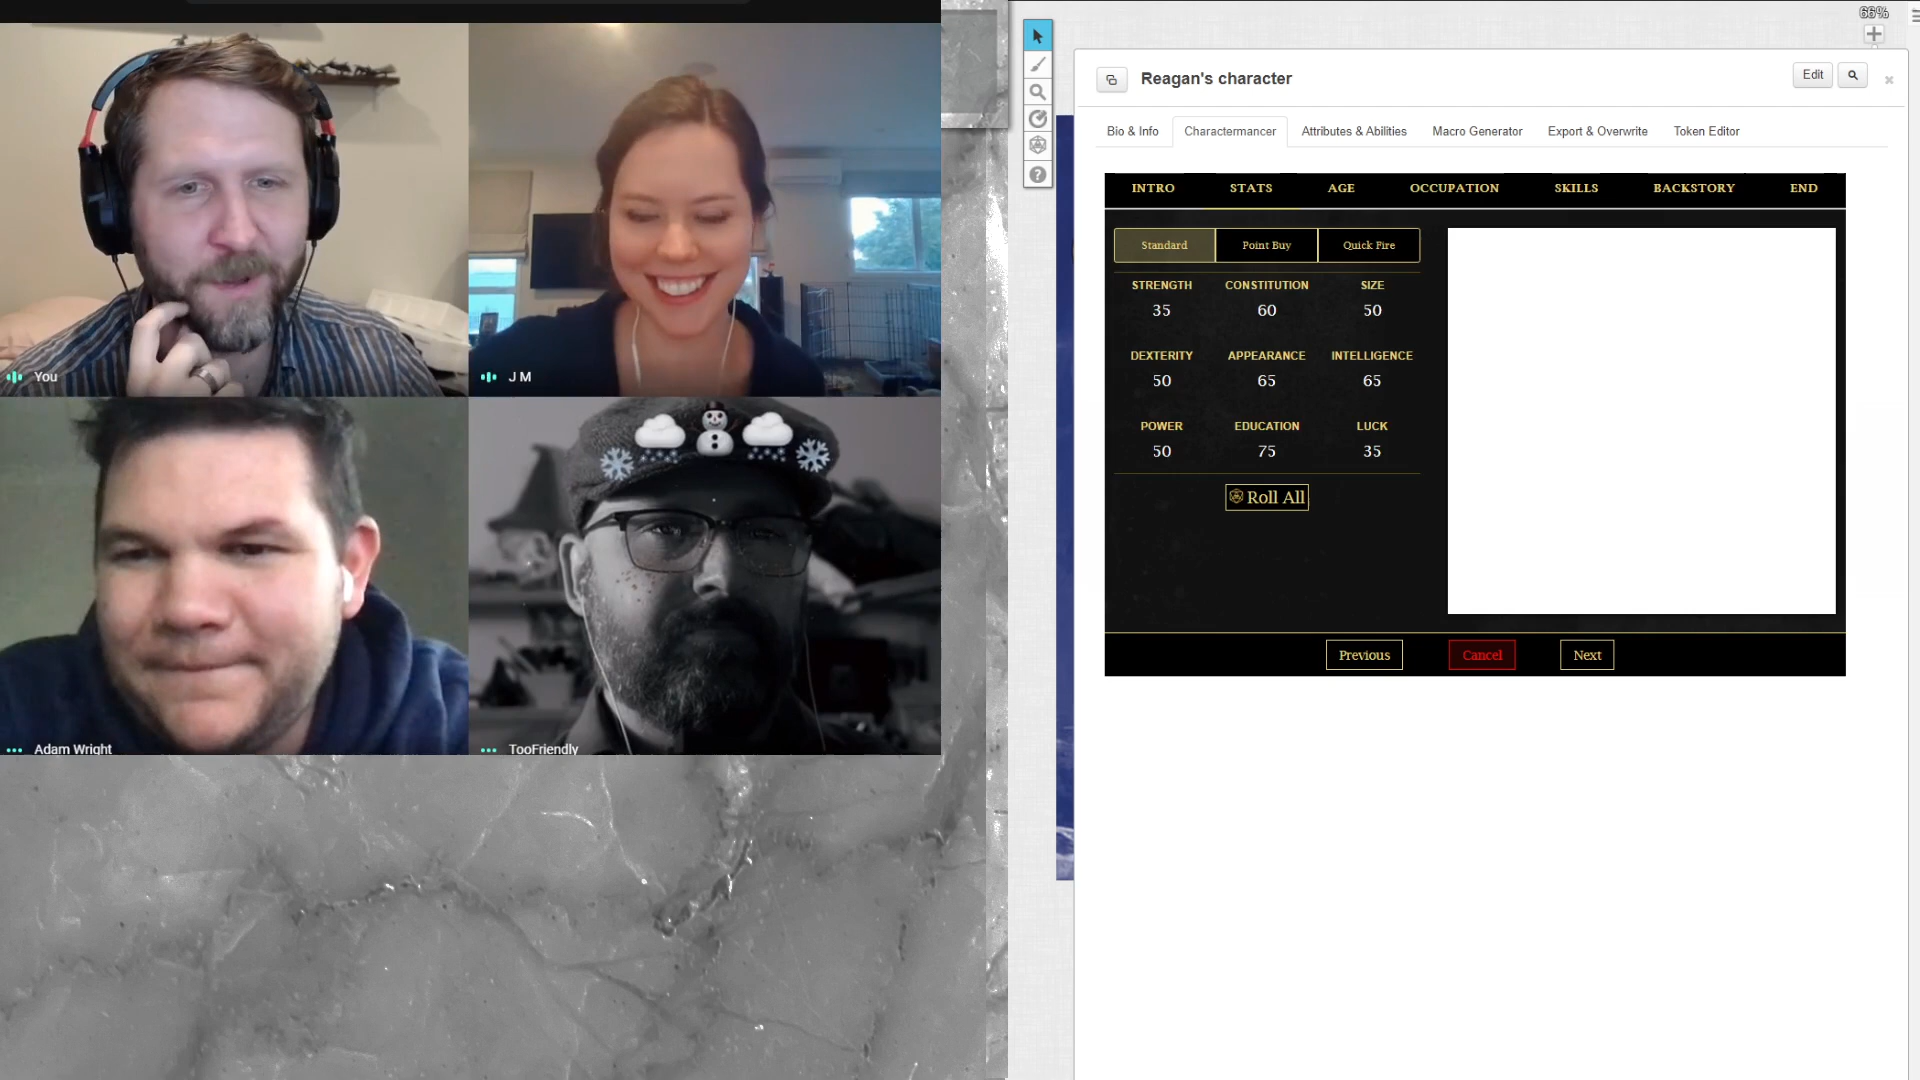 You
J M
Adam Wright
TooFriendly
66%
Reagan's character
Edit
Bio & Info Charactermancer Attributes & Abilities Macro Generator Export & Overwrite Token Editor
INTRO STATS AGE OCCUPATION SKILLS BACKSTORY END
Standard Point Buy Quick Fire
STRENGTH CONSTITUTION SIZE
35 60 50
DEXTERITY APPEARANCE INTELLIGENCE
50 65 65
POWER EDUCATION LUCK
50 75 35
Roll All
Previous Cancel Next